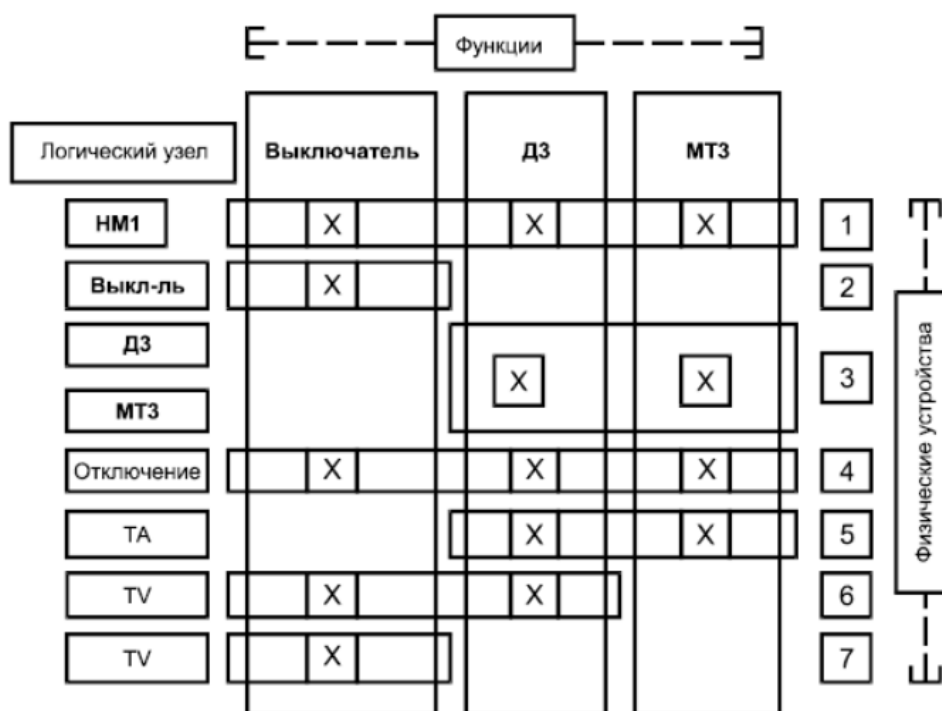 Функции
Логический узел Выключатель ДЗ МТЗ
НМ1 X X X 1
Выкл-ль X 2
ДЗ
X X 3
МТЗ
Отключение X X X 4
ТА X X 5
TV X X 6
TV X 7
Физические устройства